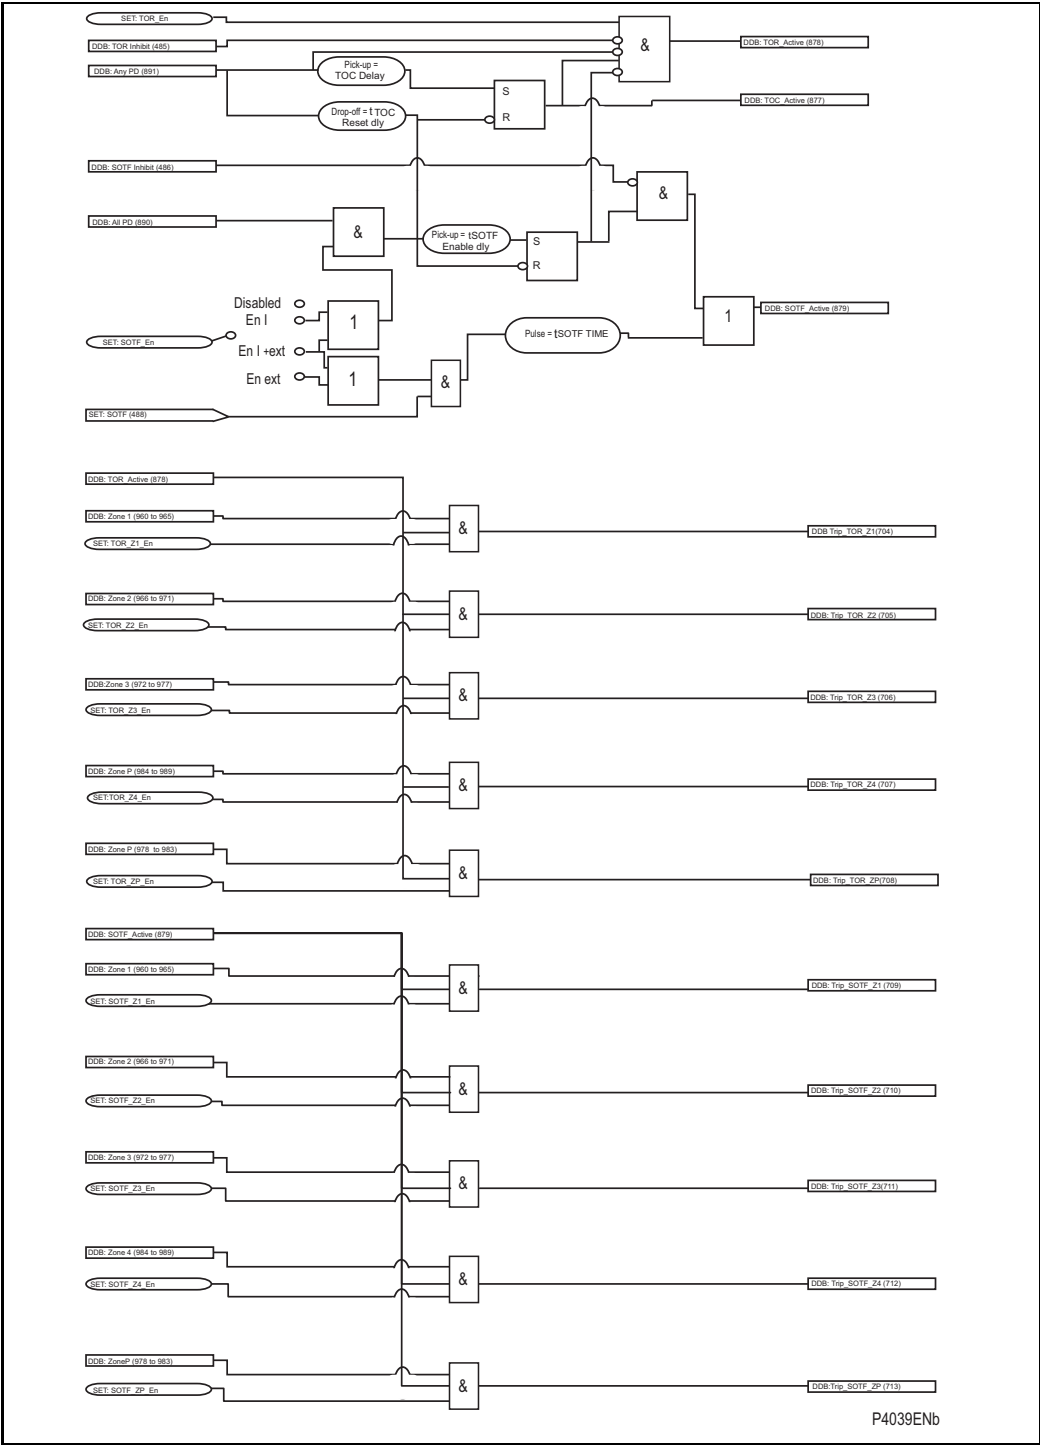 SET: TOR_En
DDB: TOR Inhibit (485)
DDB: Any PD (891)
Pick-up =
TOC Delay
Drop-off = t TOC
Reset dly
S
R
&
DDB: TOR_Active (878)
DDB: TOC_Active (877)
DDB: SOTF Inhibit (486)
&
DDB: All PD (890)
&
Pick-up = tSOTF
Enable dly
S
R
Disabled
En I
1
SET: SOTF_En
En I +ext
En ext
1
&
Pulse = tSOTF TIME
1
DDB: SOTF_Active (879)
SET: SOTF (488)
DDB: TOR_Active (878)
DDB: Zone 1 (960 to 965)
SET: TOR_Z1_En
&
DDB Trip_TOR_Z1(704)
DDB: Zone 2 (966 to 971)
SET: TOR_Z2_En
&
DDB: Trip_TOR_Z2 (705)
DDB:Zone 3 (972 to 977)
SET: TOR_Z3_En
&
DDB: Trip_TOR_Z3 (706)
DDB: Zone P (984 to 989)
SET:TOR_Z4_En
&
DDB: Trip_TOR_Z4 (707)
DDB: Zone P (978 to 983)
SET: TOR_ZP_En
&
DDB: Trip_TOR_ZP(708)
DDB: SOTF_Active (879)
DDB: Zone 1 (960 to 965)
SET: SOTF_Z1_En
&
DDB: Trip_SOTF_Z1 (709)
DDB: Zone 2 (966 to 971)
SET: SOTF_Z2_En
&
DDB: Trip_SOTF_Z2 (710)
DDB: Zone 3 (972 to 977)
SET: SOTF_Z3_En
&
DDB: Trip_SOTF_Z3(711)
DDB: Zone 4 (984 to 989)
SET: SOTF_Z4_En
&
DDB: Trip_SOTF_Z4 (712)
DDB: ZoneP (978 to 983)
SET: SOTF_ZP_En
&
DDB:Trip_SOTF_ZP (713)
P4039ENb